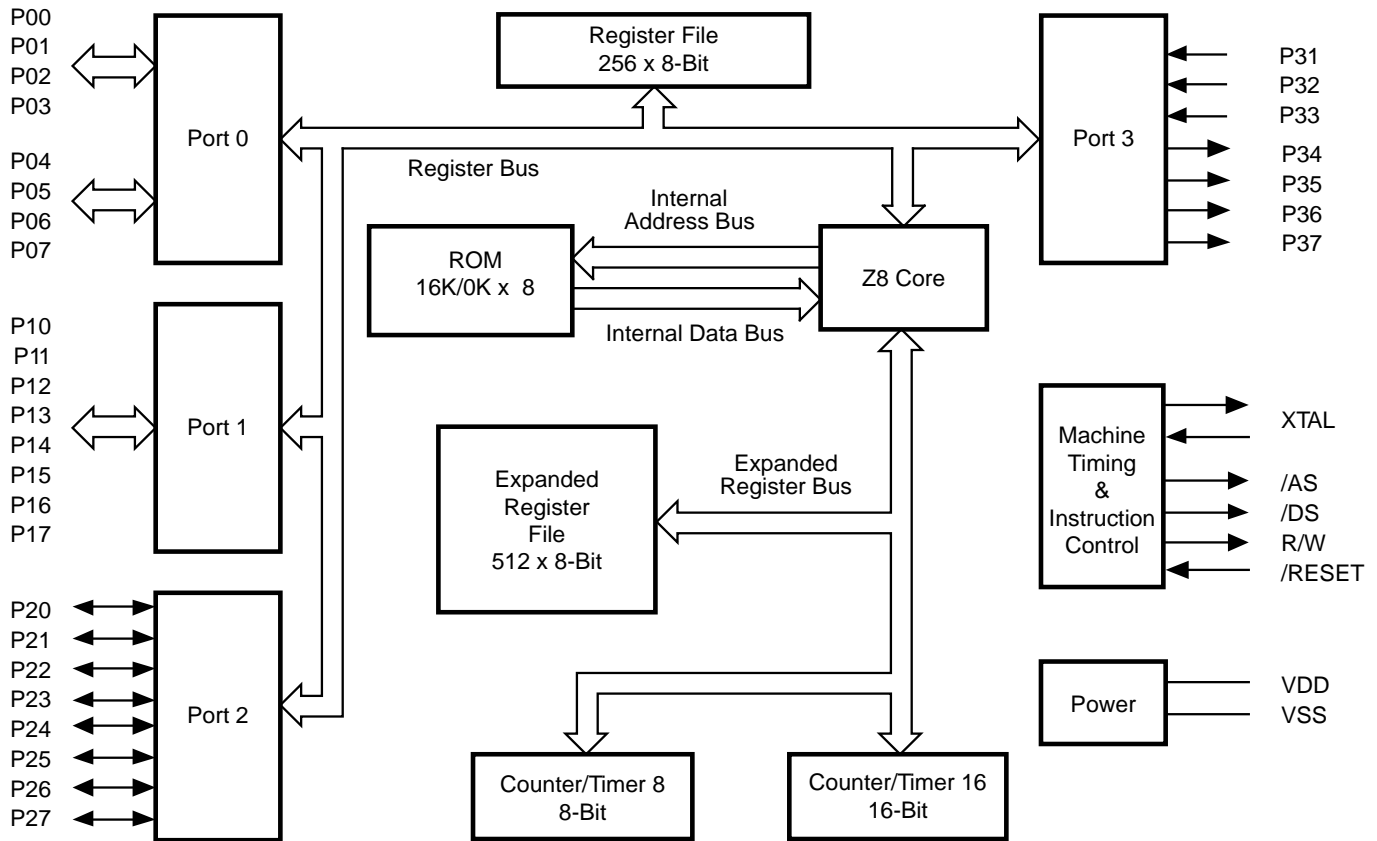 P00
P01
P02
P03
P04
P05
P06
P07
Port 0
Register File
256 x 8-Bit
Register Bus
Port 3
P31
P32
P33
P34
P35
P36
P37
Internal
Address Bus
ROM
16K/0K x 8
Z8 Core
Internal Data Bus
P10
P11
P12
P13
P14
P15
P16
P17
Port 1
Expanded
Register
File
512 x 8-Bit
Expanded
Register Bus
Machine
Timing
&
Instruction
Control
XTAL
/AS
/DS
R/W
/RESET
P20
P21
P22
P23
P24
P25
P26
P27
Port 2
Power
VDD
VSS
Counter/Timer 8
8-Bit
Counter/Timer 16
16-Bit